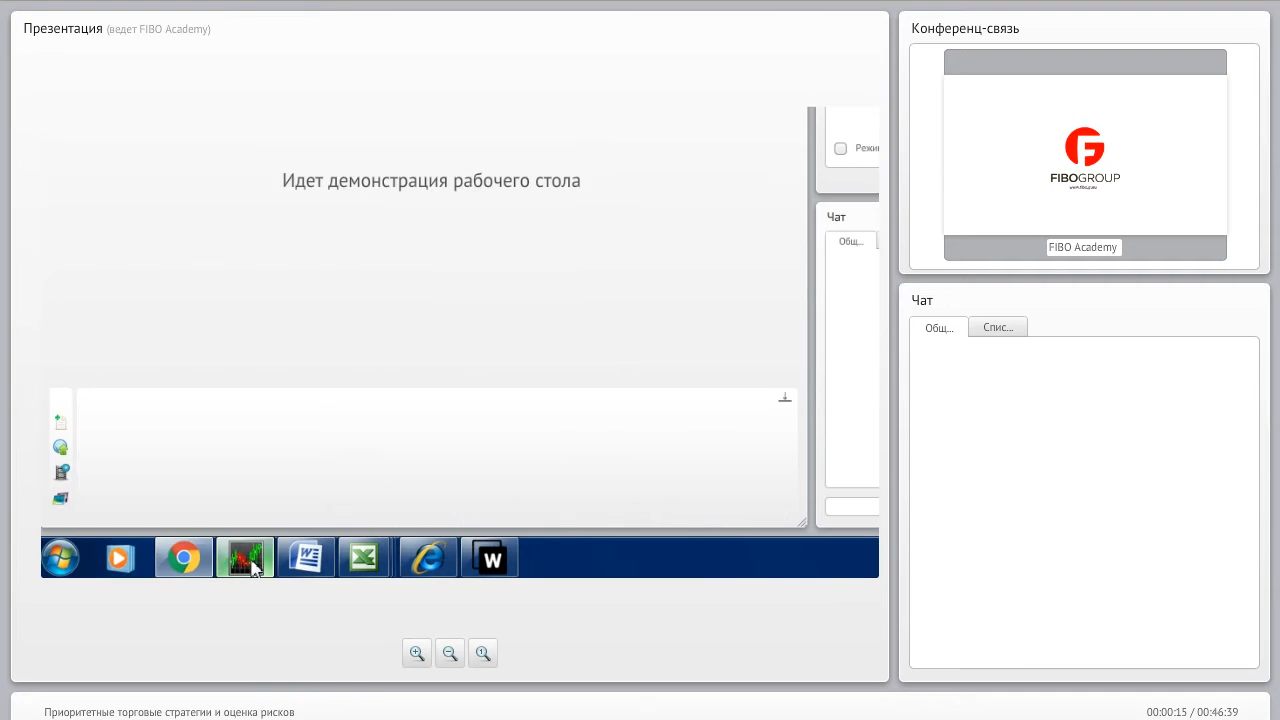 Презентация (ведет FIBO Academy)
Идет демонстрация рабочего стола
Чат
Общ...
W
Конференц-связь
FIBOGROUP
FIBO Academy
Чат
Общ...
Спис...
Приоритетные торговые стратегии и оценка рисков
00:00:15 / 00:46:39